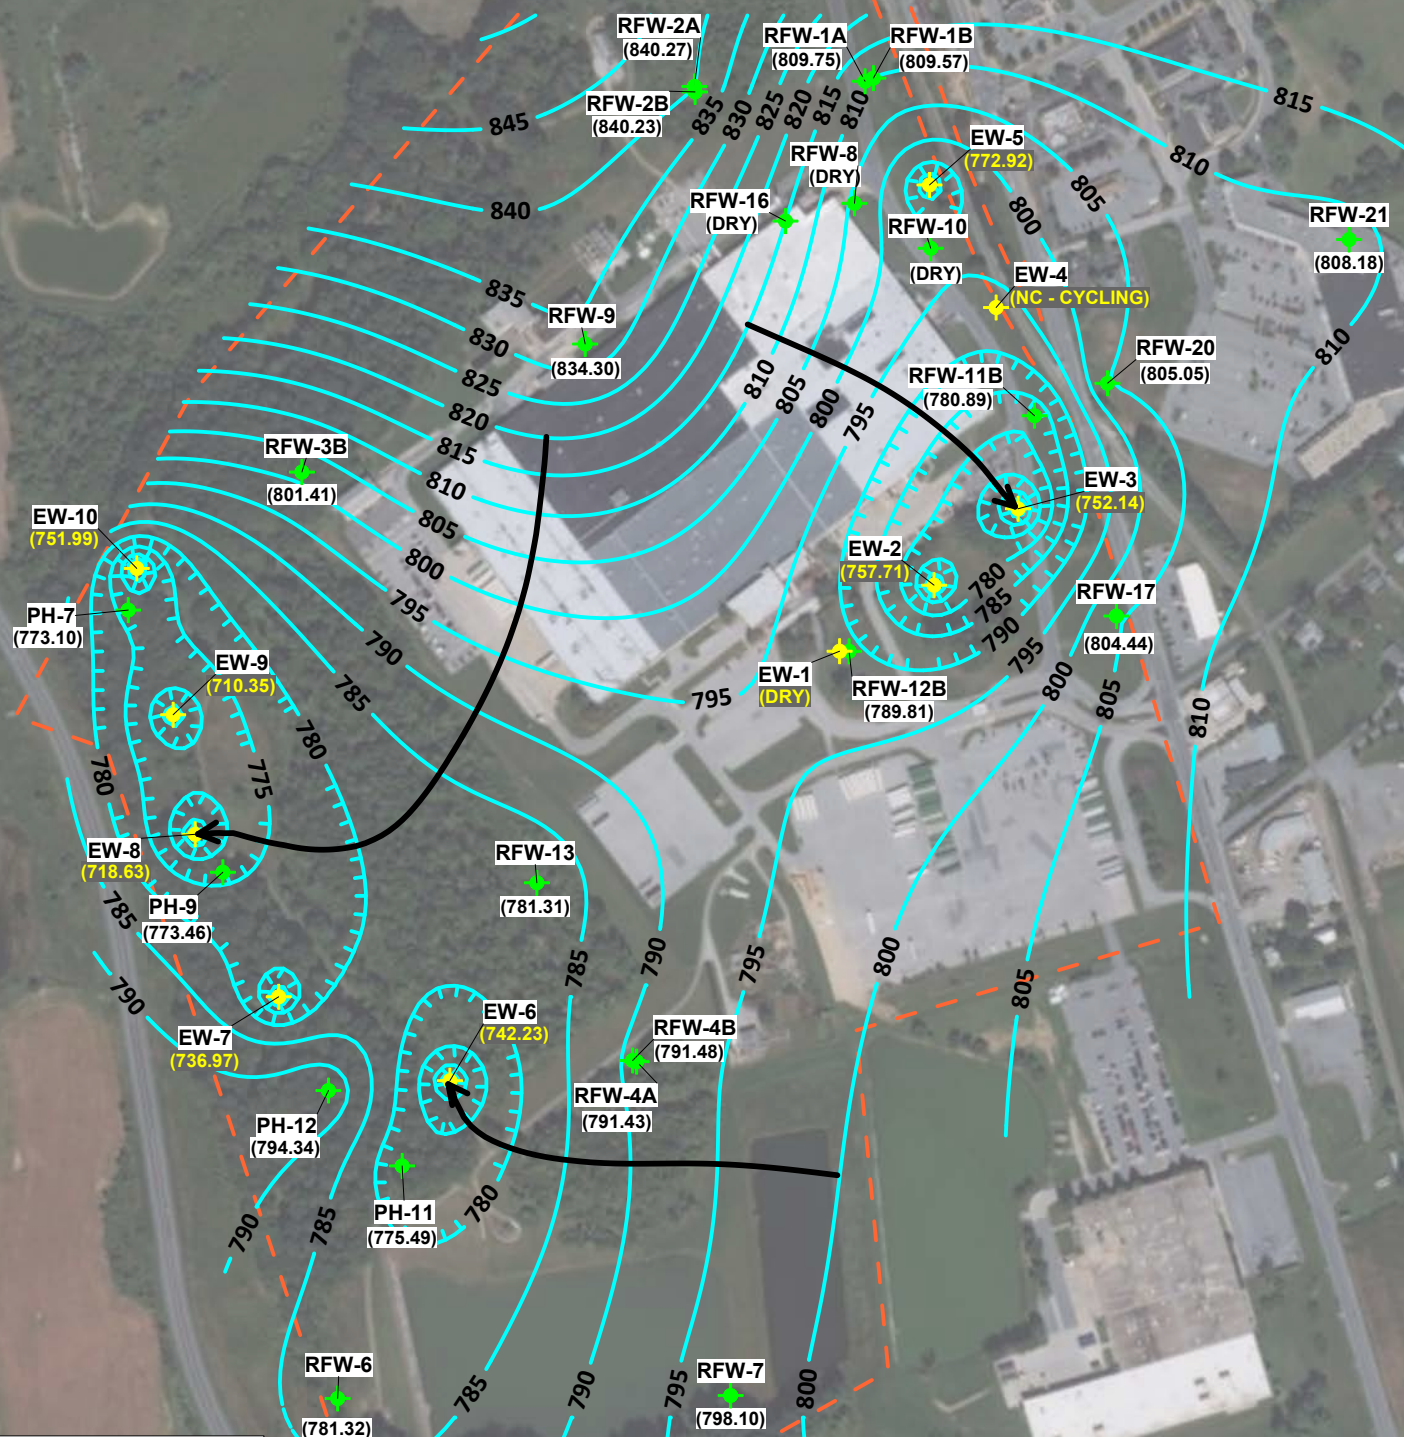 RFW-2A
(840.27)
RFW-1A
(809.75)
RFW-1B
(809.57)
RFW-2B
(840.23)
845
835
830
825
820
815
810
815
EW-5
(772.92)
RFW-8
(DRY)
810
805
840
RFW-16
(DRY)
800
RFW-10
(DRY)
RFW-21
(808.18)
EW-4
(NC - CYCLING)
835
RFW-9
(834.30)
830
825
820
815
810
805
800
795
810
805
800
795
RFW-11B
(780.89)
RFW-20
(805.05)
810
RFW-3B
(801.41)
EW-3
(752.14)
EW-10
(751.99)
EW-2
(757.71)
780
785
790
795
800
805
810
RFW-17
(804.44)
PH-7
(773.10)
790
785
780
775
EW-9
(710.35)
795
EW-1
(DRY)
RFW-12B
(789.81)
780
EW-8
(718.63)
785
790
PH-9
(773.46)
RFW-13
(781.31)
785
790
795
800
805
EW-7
(736.97)
EW-6
(742.23)
RFW-4B
(791.48)
RFW-4A
(791.43)
PH-12
(794.34)
PH-11
(775.49)
780
790
785
RFW-6
(781.32)
785
790
795
RFW-7
(798.10)
800